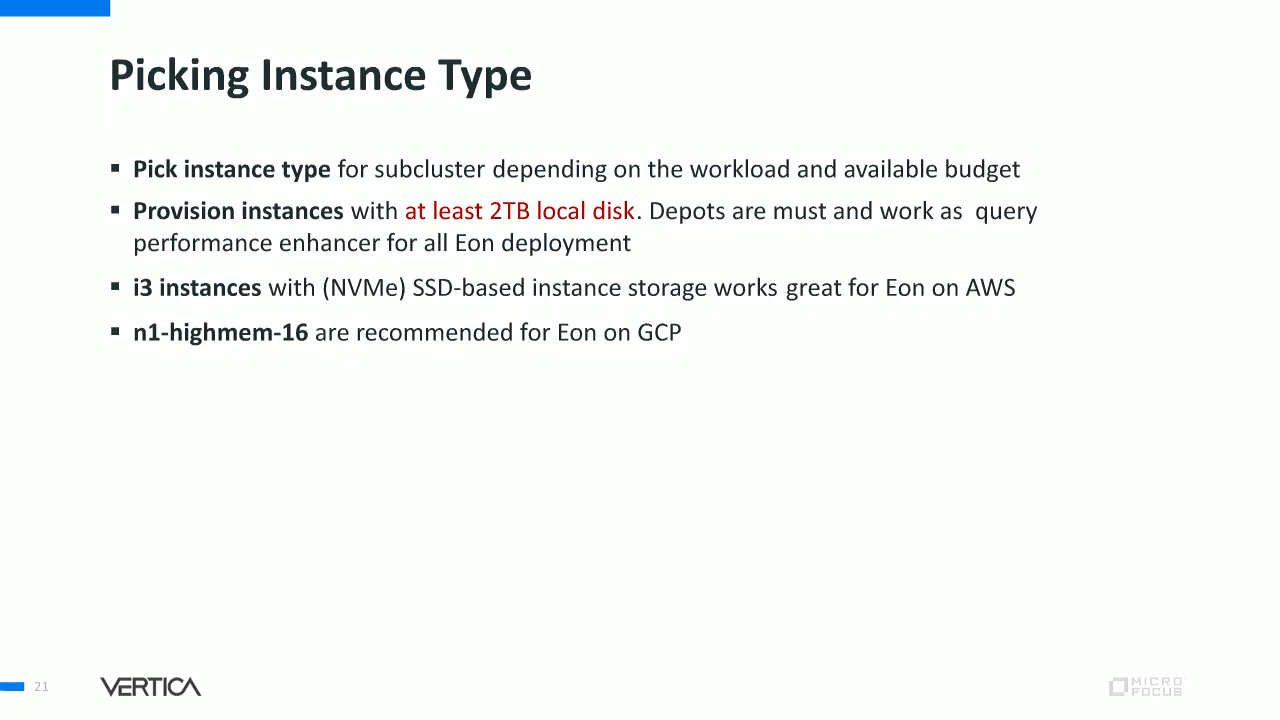 Picking Instance Type
▪ Pick instance type for subcluster depending on the workload and available budget
▪ Provision instances with at least 2TB local disk. Depots are must and work as  query
performance enhancer for all Eon deployment
▪ i3 instances with (NVMe) SSD-based instance storage works great for Eon on AWS
▪ n1-highmem-16 are recommended for Eon on GCP
21
VERTICA
MICRO
FOCUS